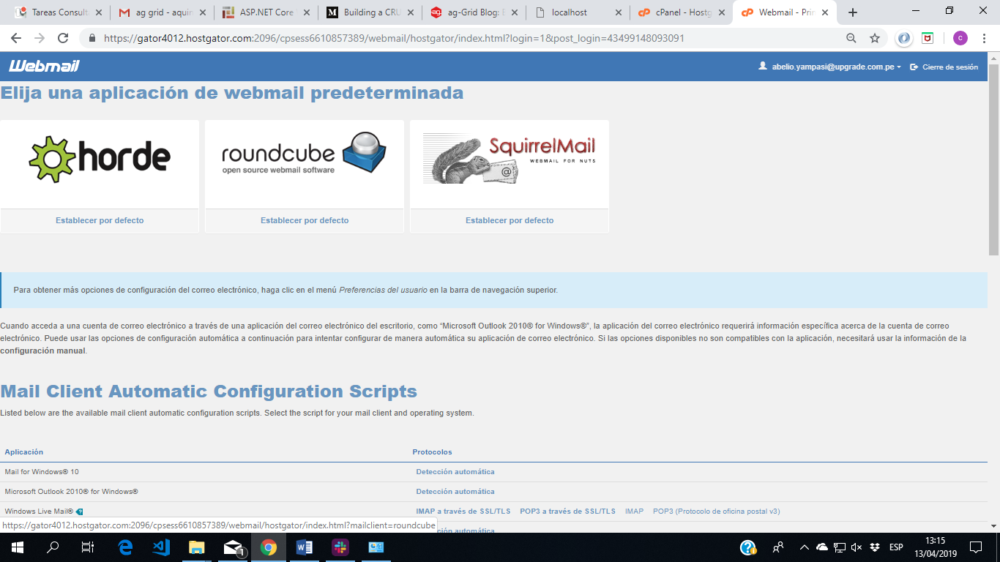 Tareas Consult
ag grid - aquin
ASP.NET Core
Building a CRU
ag-Grid Blog: B
localhost
cPanel - Hostg
Webmail - Prin
https://gator4012.hostgator.com:2096/cpsess6610857389/webmail/hostgator/index.html?login=1&post_login=43499148093091
c
Webmail
abelio.yampasi@upgrade.com.pe
Cierre de sesión
Elija una aplicación de webmail predeterminada
horde
roundcube
open source webmail software
SquirrelMail
WEBMAIL FOR NUTS
@
Establecer por defecto
Establecer por defecto
Establecer por defecto
Para obtener más opciones de configuración del correo electrónico, haga clic en el menú Preferencias del usuario en la barra de navegación superior.
Cuando acceda a una cuenta de correo electrónico a través de una aplicación del correo electrónico del escritorio, como “Microsoft Outlook 2010® for Windows®”, la aplicación del correo electrónico requerirá información específica acerca de la cuenta de correo
electrónico. Puede usar las opciones de configuración automática a continuación para intentar configurar de manera automática su aplicación de correo electrónico. Si las opciones disponibles no son compatibles con la aplicación, necesitará usar la información de la
configuración manual.
Mail Client Automatic Configuration Scripts
Listed below are the available mail client automatic configuration scripts. Select the script for your mail client and operating system.
Aplicación Protocolos
Mail for Windows® 10 Detección automática
Microsoft Outlook 2010® for Windows® Detección automática
Windows Live Mail® IMAP a través de SSL/TLS POP3 a través de SSL/TLS IMAP POP3 (Protocolo de oficina postal v3)
https://gator4012.hostgator.com:2096/cpsess6610857389/webmail/hostgator/index.html?mailclient=roundcube
automática
1
ESP
13:15
13/04/2019